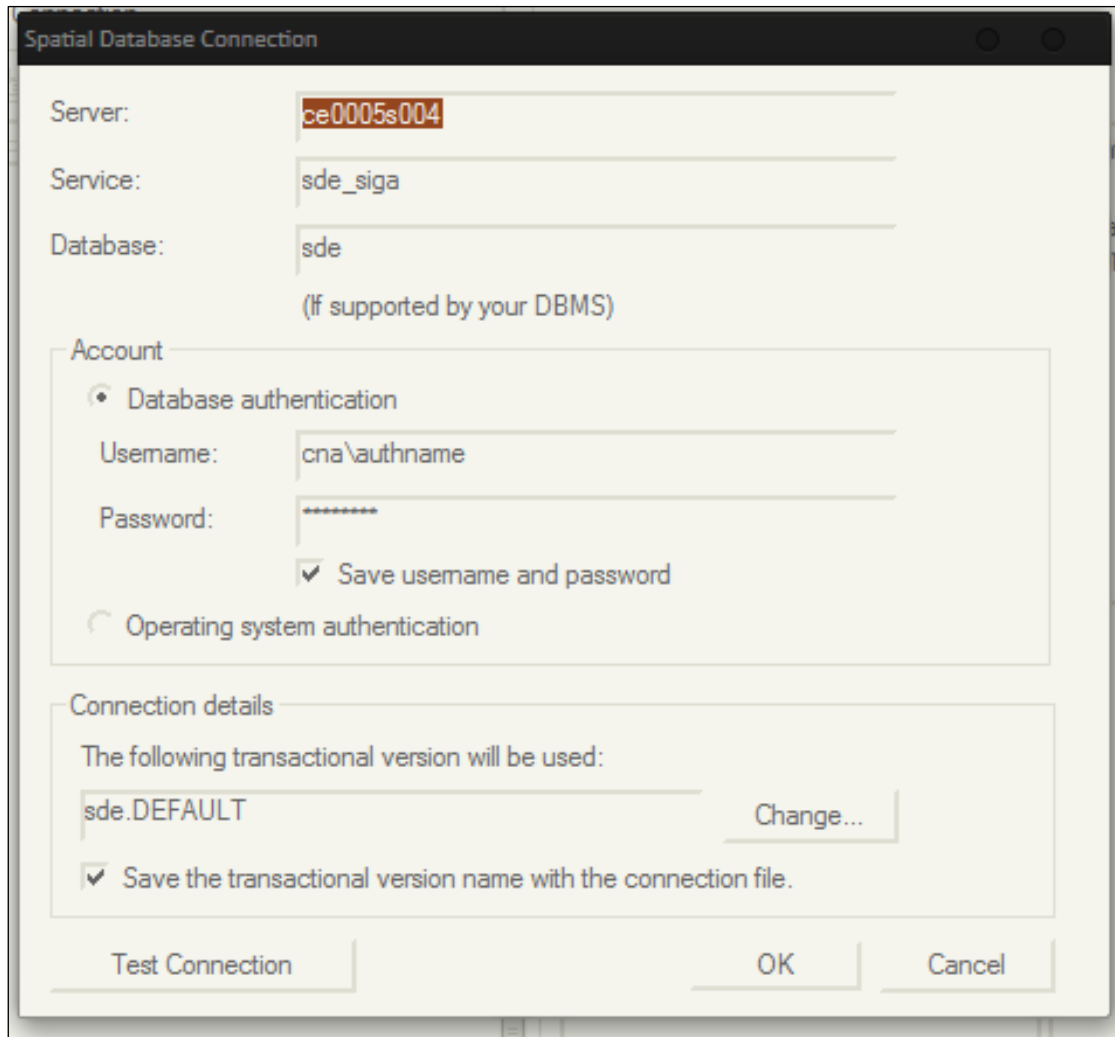 Connection
Spatial Database Connection
Server: ce0005s004
Service: sde_siga
Database: sde
(If supported by your DBMS)
Account
Database authentication
Username: cna\authname
Password: ********
Save username and password
Operating system authentication
Connection details
The following transactional version will be used:
sde.DEFAULT Change...
Save the transactional version name with the connection file.
Test Connection OK Cancel